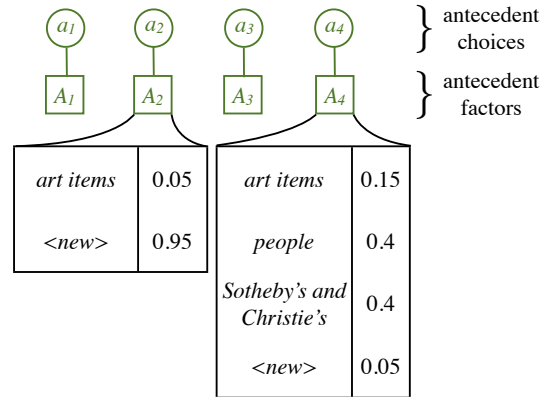 a1 a2 a3 a4 } antecedent
choices
A1 A2 A3 A4 } antecedent
factors
art items 0.05
<new> 0.95
art items 0.15
people 0.4
Sotheby's and
Christie's 0.4
<new> 0.05